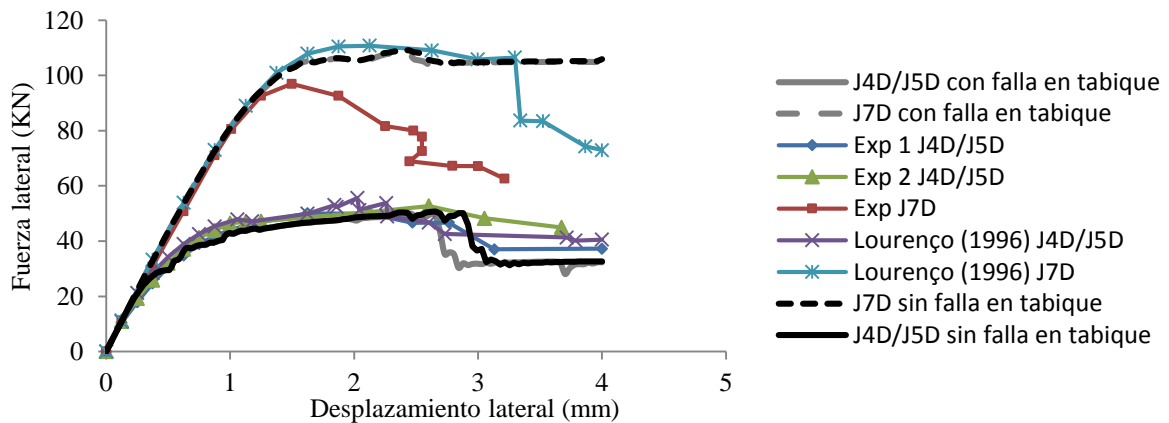 120
100
80
60
40
20
0
Fuerza lateral (KN)
0 1 2 3 4 5
Desplazamiento lateral (mm)
J4D/J5D con falla en tabique
J7D con falla en tabique
Exp 1 J4D/J5D
Exp 2 J4D/J5D
Exp J7D
Lourenço (1996) J4D/J5D
Lourenço (1996) J7D
J7D sin falla en tabique
J4D/J5D sin falla en tabique